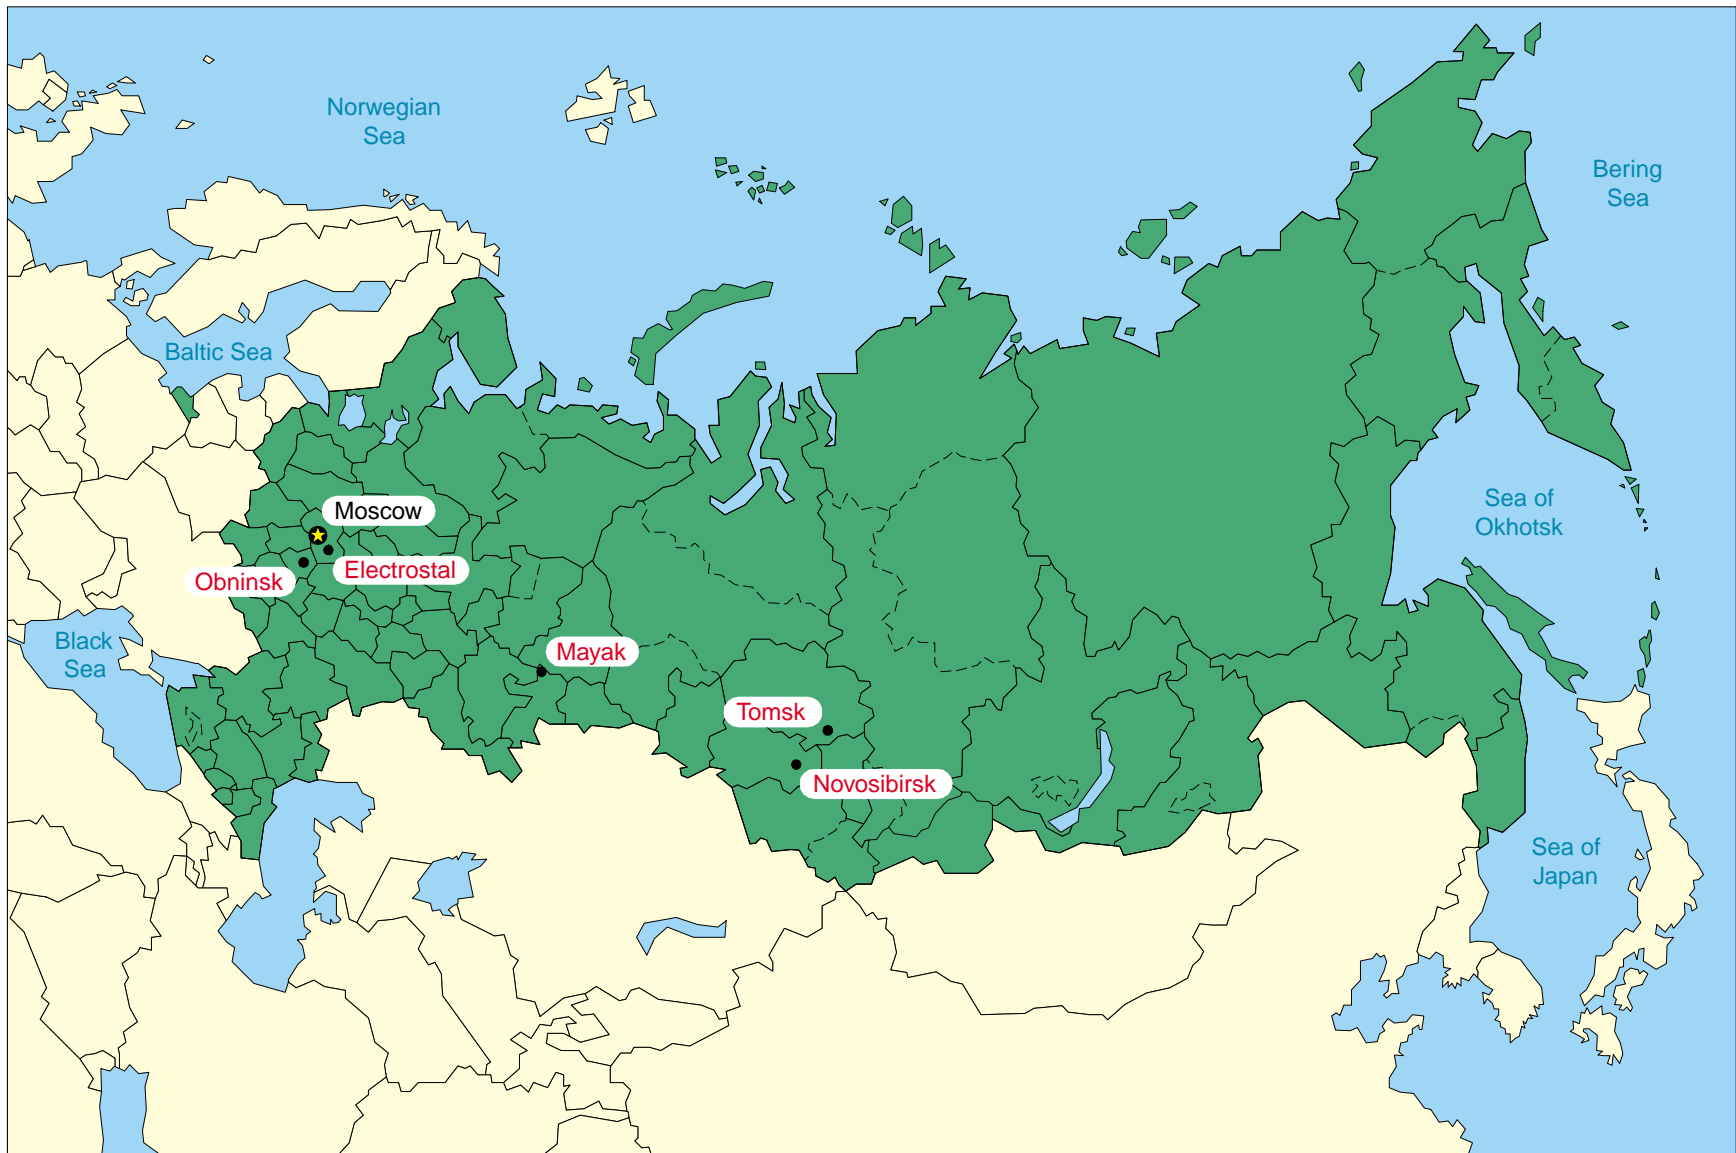 Norwegian
Sea
Bering
Sea
Baltic Sea
Moscow
Sea of
Okhotsk
Electrostal
Obninsk
Black
Sea
Mayak
Tomsk
Novosibirsk
Sea of
Japan